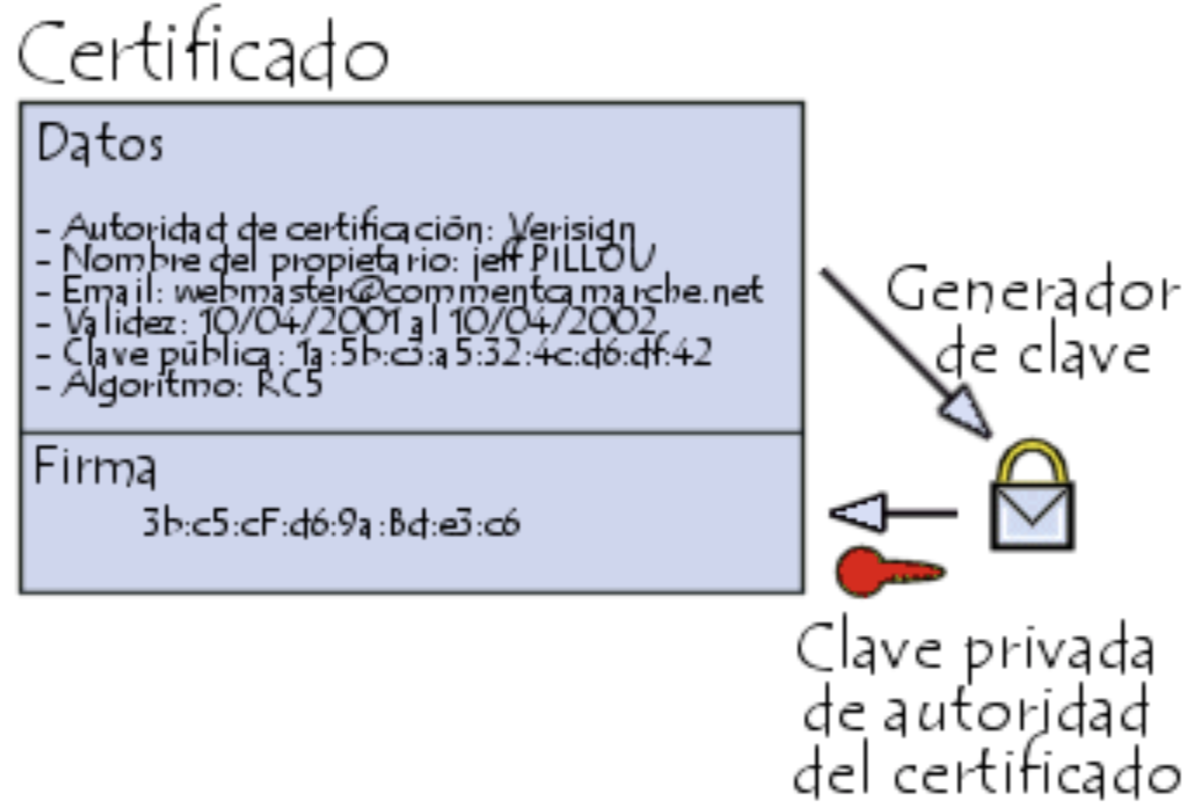 Certificado
Datos
- Autoridad de certificación: Verisign
- Nombre del propietario: jeff PILLOU
- Email: webmaster@commentcamarche.net
- Validez: 10/04/2001 al 10/04/2002
- Clave pública: 1a:5b:c3:a5:32:4c:d6:df:42
- Algoritmo: RC5
Firma
3b:c5:cF:d6:9a:Bd:e3:c6
Generador
de clave
Clave privada
de autoridad
del certificado